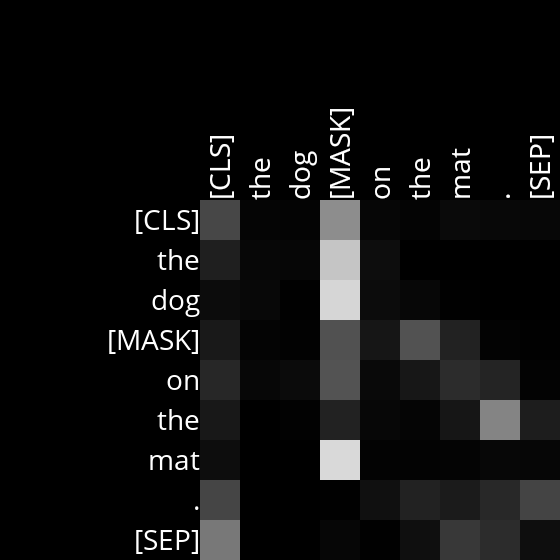 [CLS] the dog [MASK] on the mat . [SEP]
[CLS]
the
dog
[MASK]
on
the
mat
.
[SEP]